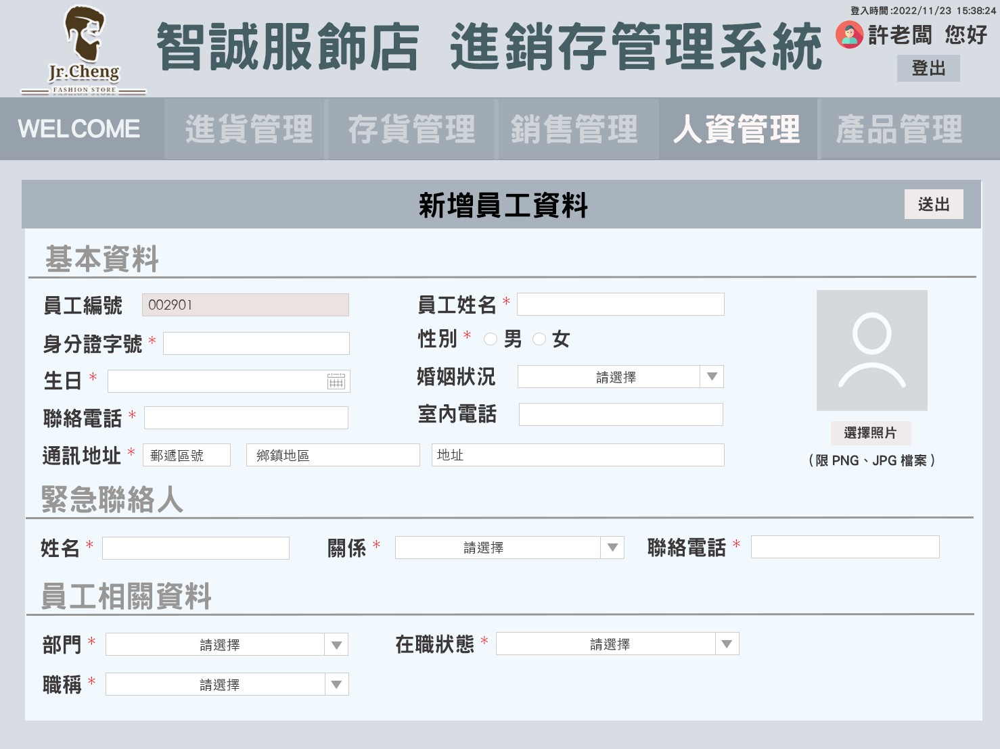 登入時間:2022/11/23 15:38:24
智誠服飾店 進銷存管理系統
許老闆 您好
Jr.Cheng
FASHION STORE
登出
WELCOME 進貨管理 存貨管理 銷售管理 人資管理 產品管理
新增員工資料 送出
基本資料
員工編號 002901 員工姓名 *
身分證字號 * 性別 * 男 女
生日 * 婚姻狀況 請選擇
聯絡電話 * 室內電話
選擇照片
通訊地址 * 郵遞區號 鄉鎮地區 地址
(限 PNG、JPG 檔案)
緊急聯絡人
姓名 * 關係 * 請選擇 聯絡電話 *
員工相關資料
部門 * 請選擇 在職狀態 * 請選擇
職稱 * 請選擇